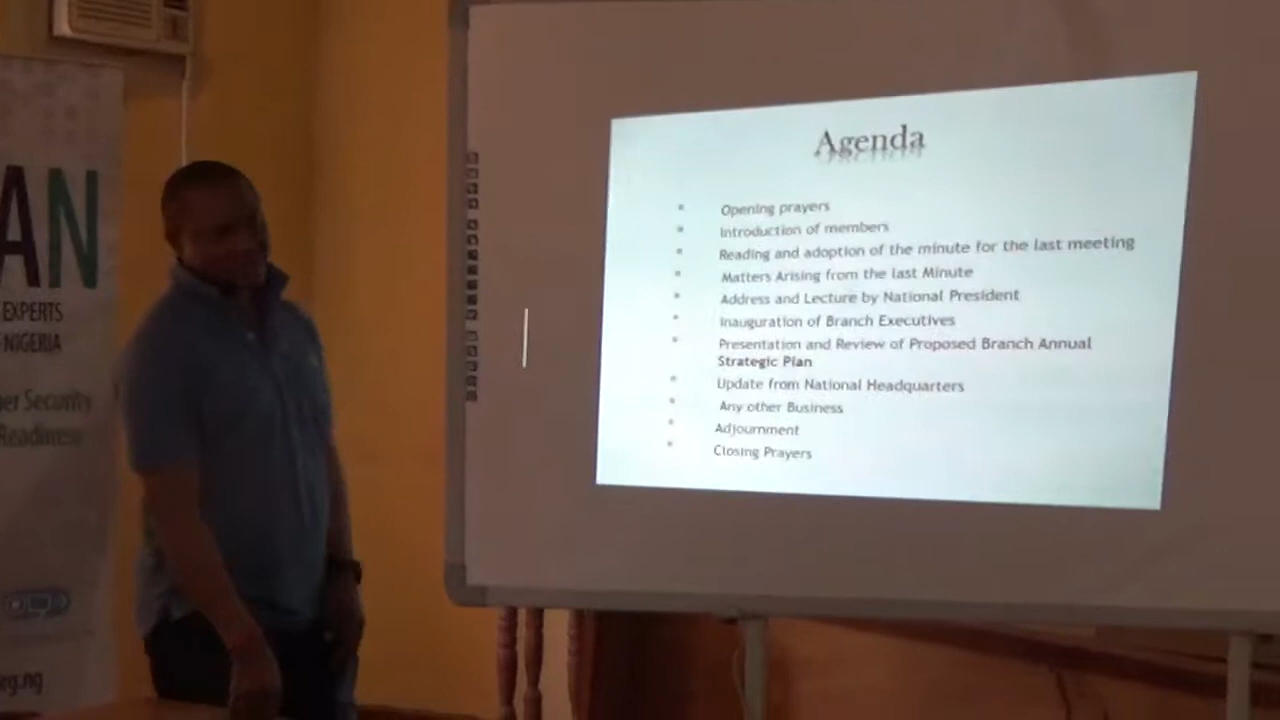 AN
EXPERTS
NIGERIA
er Security
Readiness
rg.ng
Agenda
Opening prayers
Introduction of members
Reading and adoption of the minute for the last meeting
Matters Arising from the last Minute
Address and Lecture by National President
Inauguration of Branch Executives
Presentation and Review of Proposed Branch Annual
Strategic Plan
Update from National Headquarters
Any other Business
Adjournment
Closing Prayers